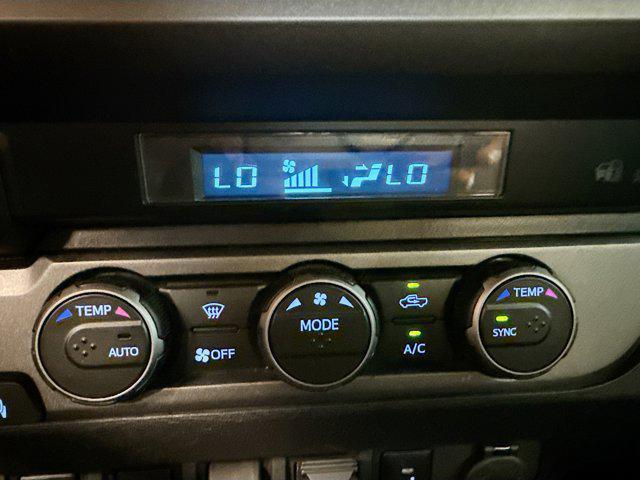 LO LO
TEMP MODE TEMP
AUTO OFF A/C SYNC